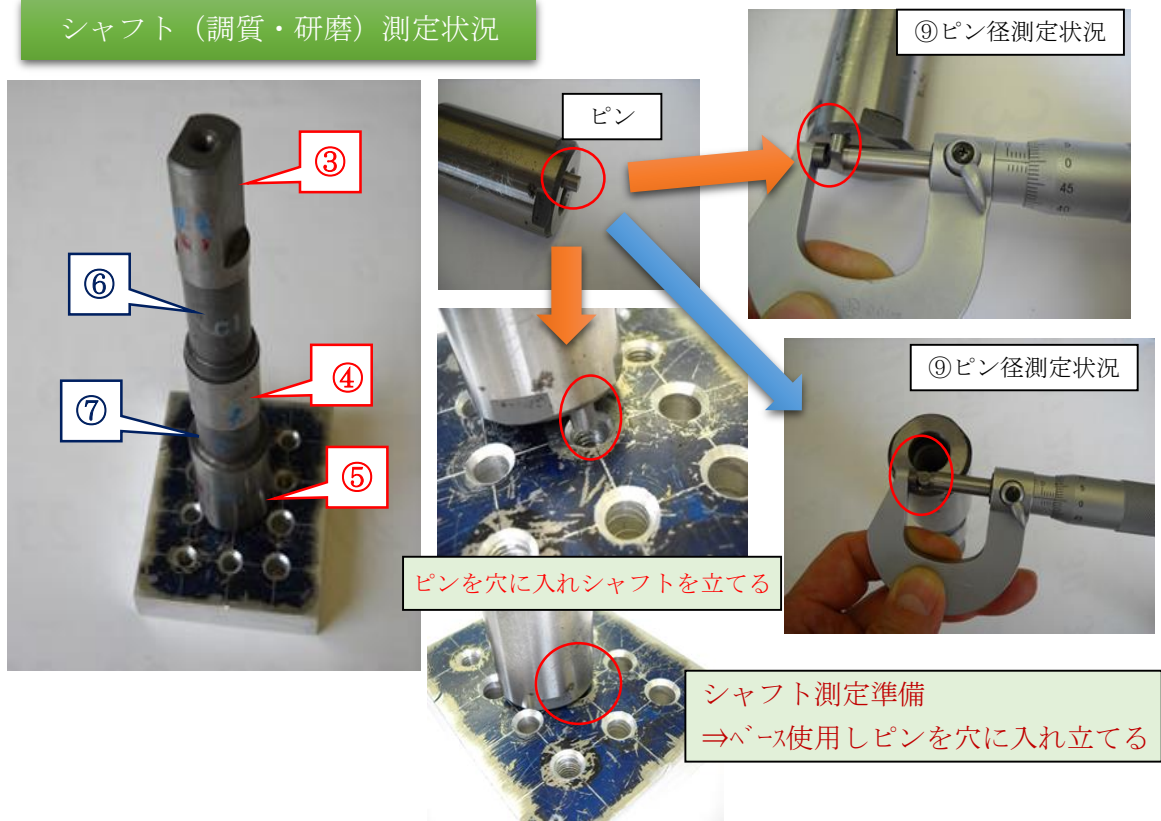 シャフト（調質・研磨）測定状況
⑨ピン径測定状況
ピン
③
⑥
④
⑦
⑤
0
45
40
⑨ピン径測定状況
ピンを穴に入れシャフトを立てる
シャフト測定準備
⇒ﾍﾞｰｽ使用しピンを穴に入れ立てる